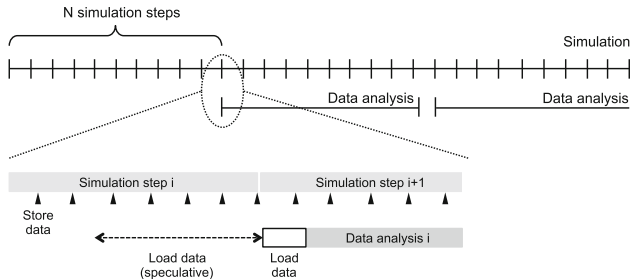 N simulation steps
Simulation
Data analysis
Data analysis
Simulation step i
Simulation step i+1
Store
data
Load data
(speculative)
Load
data
Data analysis i